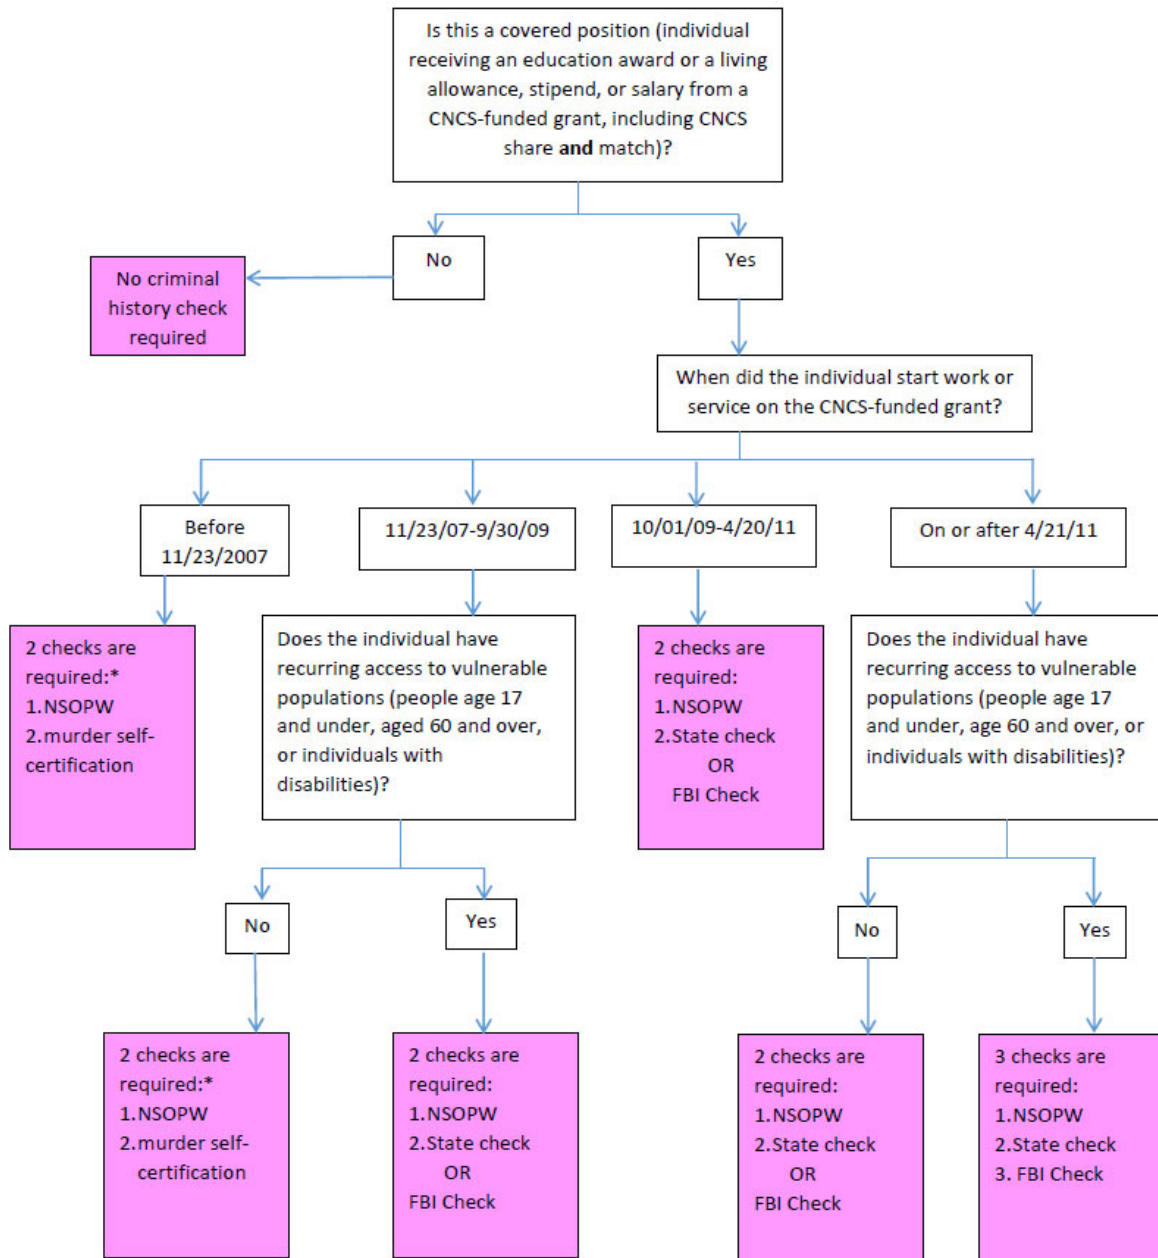 Is this a covered position (individual
receiving an education award or a living
allowance, stipend, or salary from a
CNCS-funded grant, including CNCS
share and match)?
No
Yes
No criminal
history check
required
When did the individual start work or
service on the CNCS-funded grant?
Before
11/23/2007
11/23/07-9/30/09
10/01/09-4/20/11
On or after 4/21/11
2 checks are
required:*
1.NSOPW
2.murder self-
certification
Does the individual have
recurring access to vulnerable
populations (people age 17
and under, aged 60 and over,
or individuals with
disabilities)?
2 checks are
required:
1.NSOPW
2.State check
OR
FBI Check
Does the individual have
recurring access to vulnerable
populations (people age 17
and under, age 60 and over, or
individuals with disabilities)?
No
Yes
No
Yes
2 checks are
required:*
1.NSOPW
2.murder self-
certification
2 checks are
required:
1.NSOPW
2.State check
OR
FBI Check
2 checks are
required:
1.NSOPW
2.State check
OR
FBI Check
3 checks are
required:
1.NSOPW
2.State check
3. FBI Check